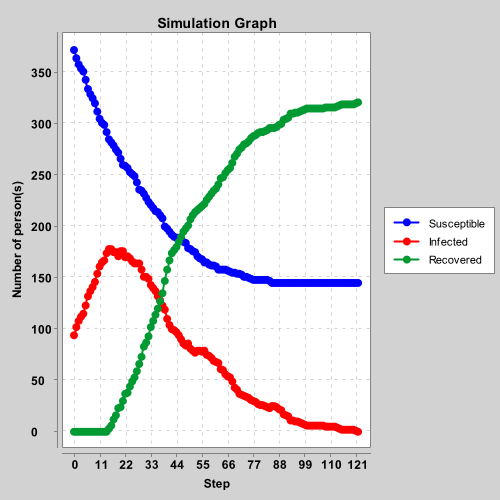 Simulation Graph
Number of person(s)
350
300
250
200
150
100
50
0
0 11 22 33 44 55 66 77 88 99 110 121
Step
Susceptible
Infected
Recovered